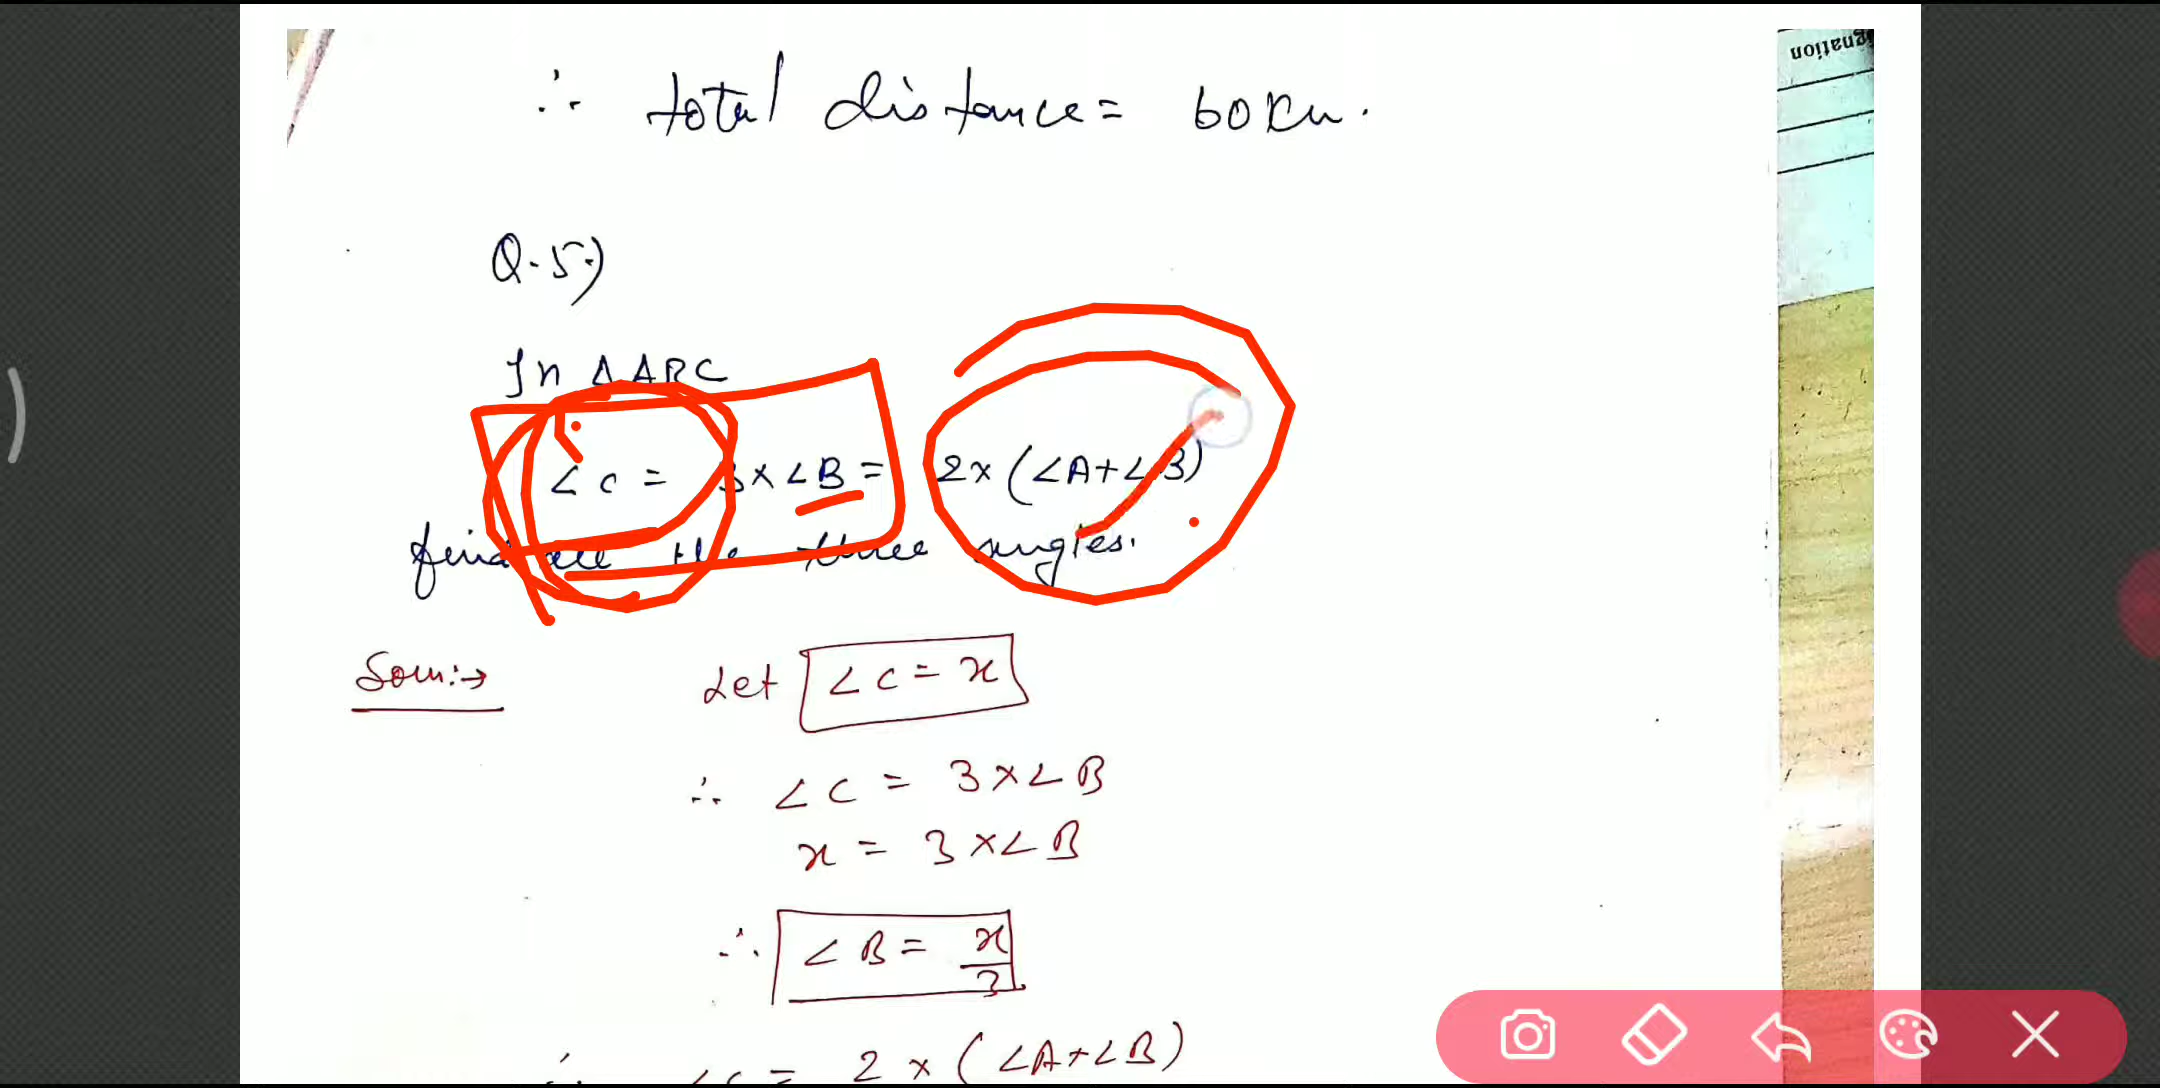 ∴ total distance = 60 km.
Q.5)
In Δ ABC
∠C = 3×∠B = 2×(∠A+∠B)
find all the three angles.
Soln:→ Let ∠C = x
∴ ∠C = 3×∠B
x = 3×∠B
∴ ∠B = x/3
∴ ∠C = 2×(∠A+∠B)